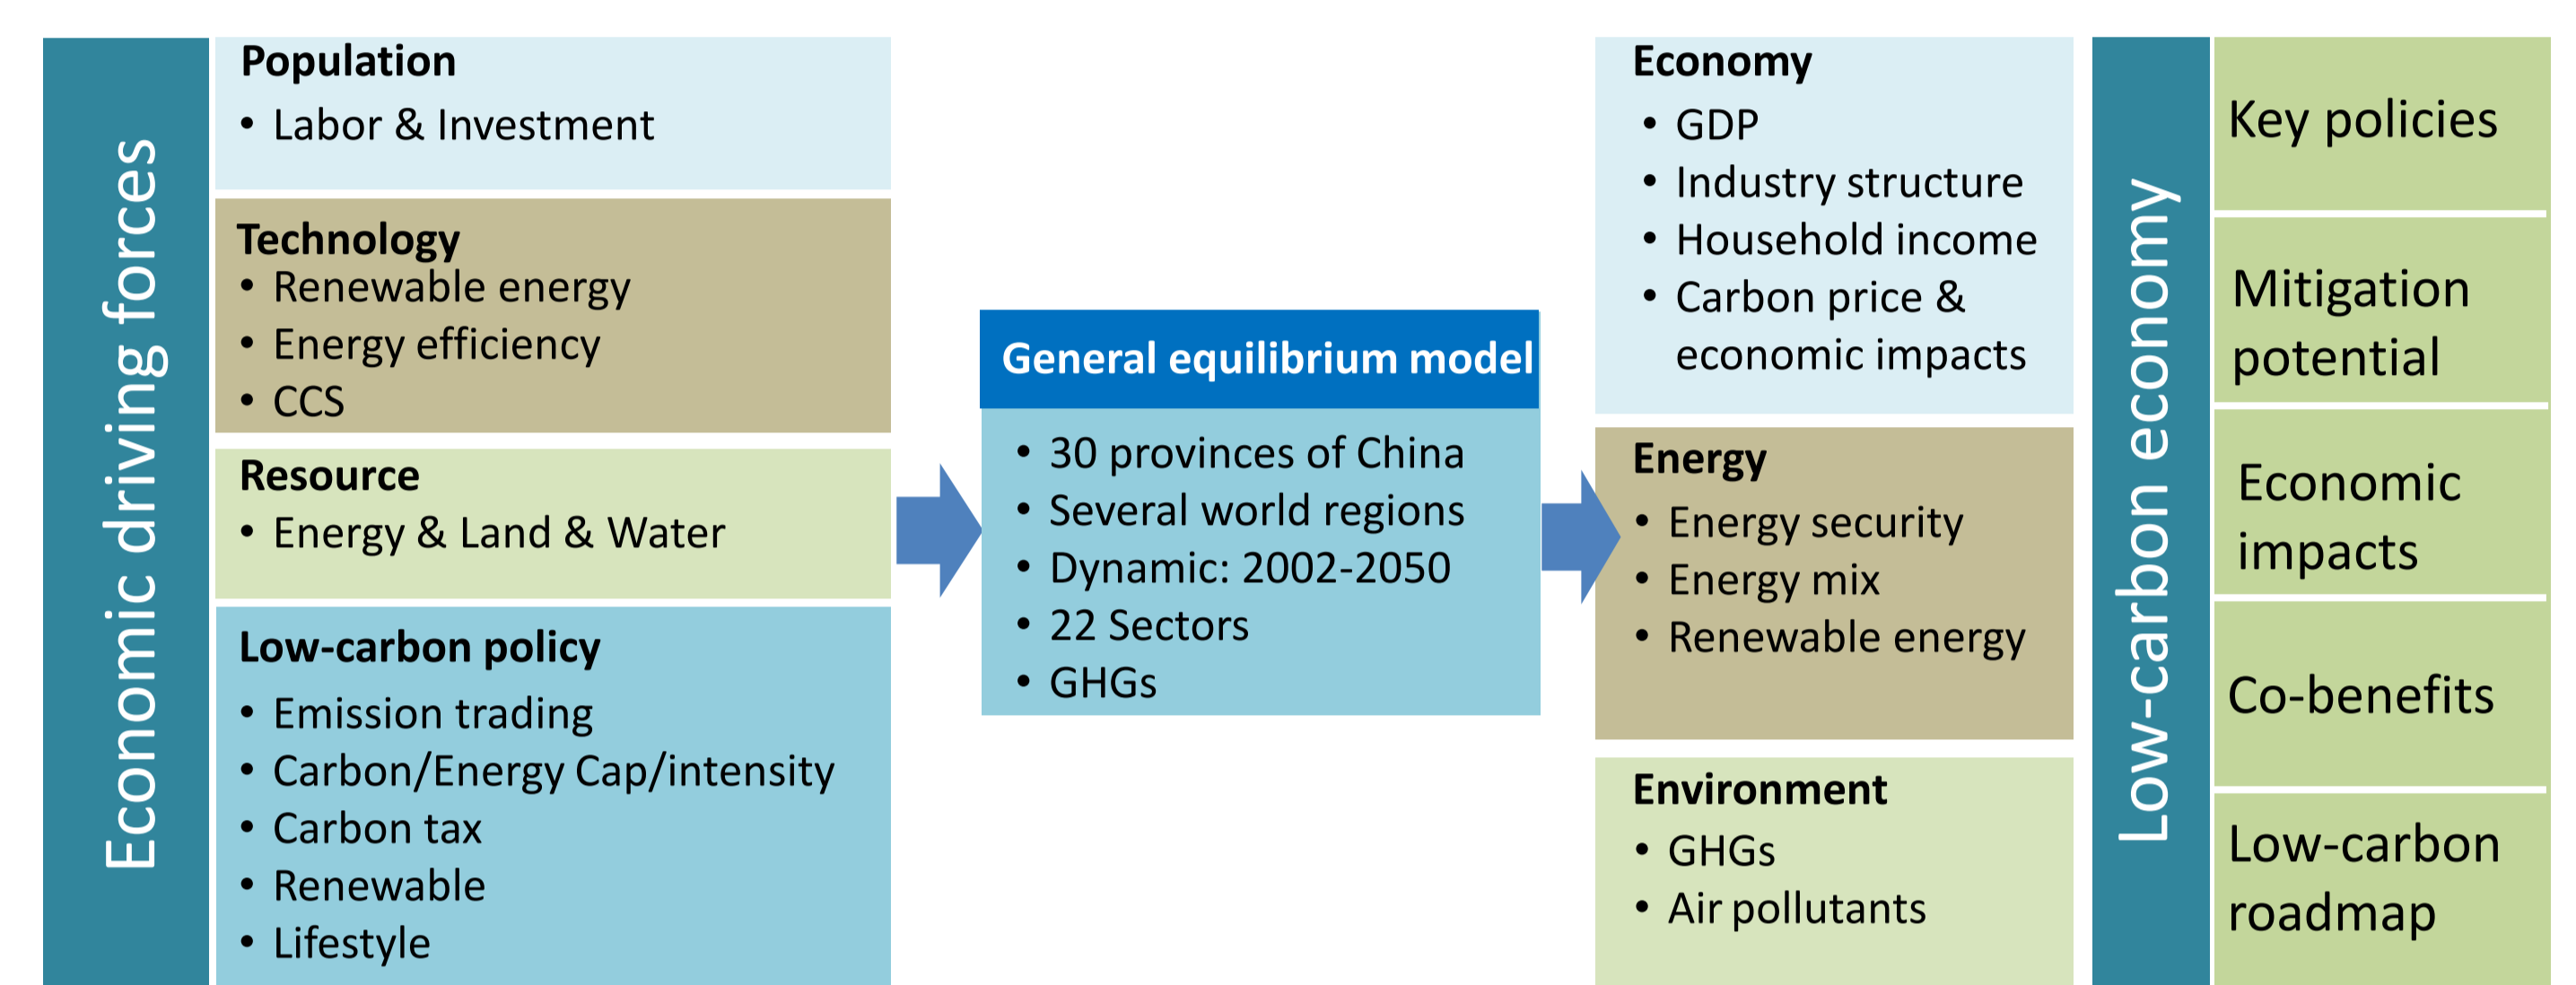 Economic driving forces
Population
• Labor & Investment
Technology
• Renewable energy
• Energy efficiency
• CCS
Resource
• Energy & Land & Water
Low-carbon policy
• Emission trading
• Carbon/Energy Cap/intensity
• Carbon tax
• Renewable
• Lifestyle
General equilibrium model
• 30 provinces of China
• Several world regions
• Dynamic: 2002-2050
• 22 Sectors
• GHGs
Economy
• GDP
• Industry structure
• Household income
• Carbon price &
economic impacts
Energy
• Energy security
• Energy mix
• Renewable energy
Environment
• GHGs
• Air pollutants
Low-carbon economy
Key policies
Mitigation
potential
Economic
impacts
Co-benefits
Low-carbon
roadmap